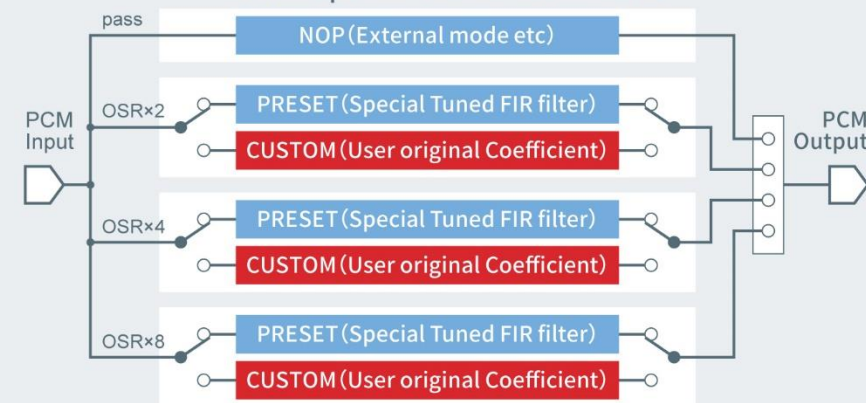 pass
NOP(External mode etc)
OSR×2
PRESET(Special Tuned FIR filter)
CUSTOM(User original Coefficient)
PCM
Input
PCM
Output
OSR×4
PRESET(Special Tuned FIR filter)
CUSTOM(User original Coefficient)
OSR×8
PRESET(Special Tuned FIR filter)
CUSTOM(User original Coefficient)